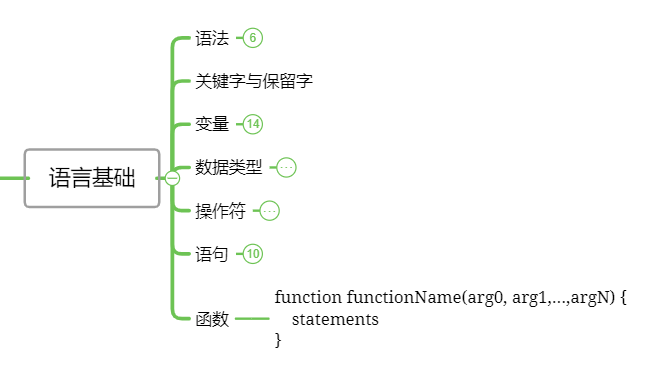 语法 6
关键字与保留字
变量 14
数据类型 ...
语言基础
操作符 ...
语句 10
function functionName(arg0, arg1,...,argN) {
函数 statements
}